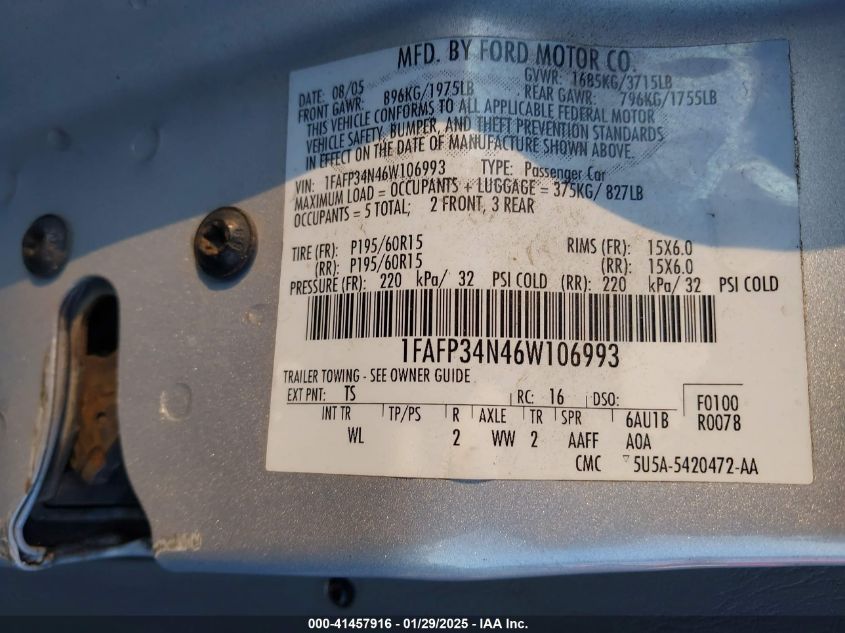 MFD. BY FORD MOTOR CO.
DATE: 08/05 GVWR: 1685KG/3715LB
FRONT GAWR: 896KG/1975LB REAR GAWR: 796KG/1755LB
THIS VEHICLE CONFORMS TO ALL APPLICABLE FEDERAL MOTOR
VEHICLE SAFETY, BUMPER, AND THEFT PREVENTION STANDARDS
IN EFFECT ON THE DATE OF MANUFACTURE SHOWN ABOVE.
VIN: 1FAFP34N46W106993 TYPE: Passenger Car
MAXIMUM LOAD = OCCUPANTS + LUGGAGE = 375KG/ 827LB
OCCUPANTS = 5 TOTAL; 2 FRONT, 3 REAR
TIRE (FR): P195/60R15 RIMS (FR): 15X6.0
(RR): P195/60R15 (RR): 15X6.0
PRESSURE (FR): 220 kPa/ 32 PSI COLD (RR): 220 kPa/ 32 PSI COLD
1FAFP34N46W106993
TRAILER TOWING - SEE OWNER GUIDE
EXT PNT: TS RC: 16 DSO: F0100
INT TR TP/PS R AXLE TR SPR 6AU1B R0078
WL 2 WW 2 AAFF A0A
CMC 5U5A-5420472-AA
000-41457916 - 01/29/2025 - IAA Inc.